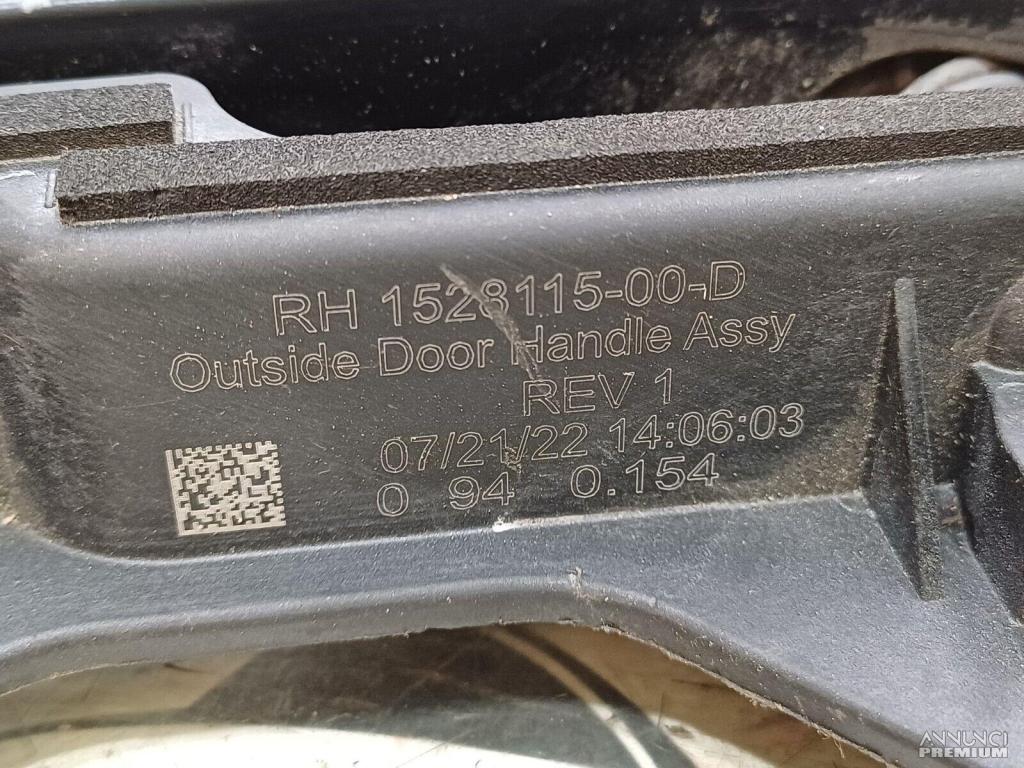 RH 1528115-00-D
Outside Door Handle Assy
REV 1
07/21/22 14:06:03
0 94 0.154
ANNUNCI
PREMIUM